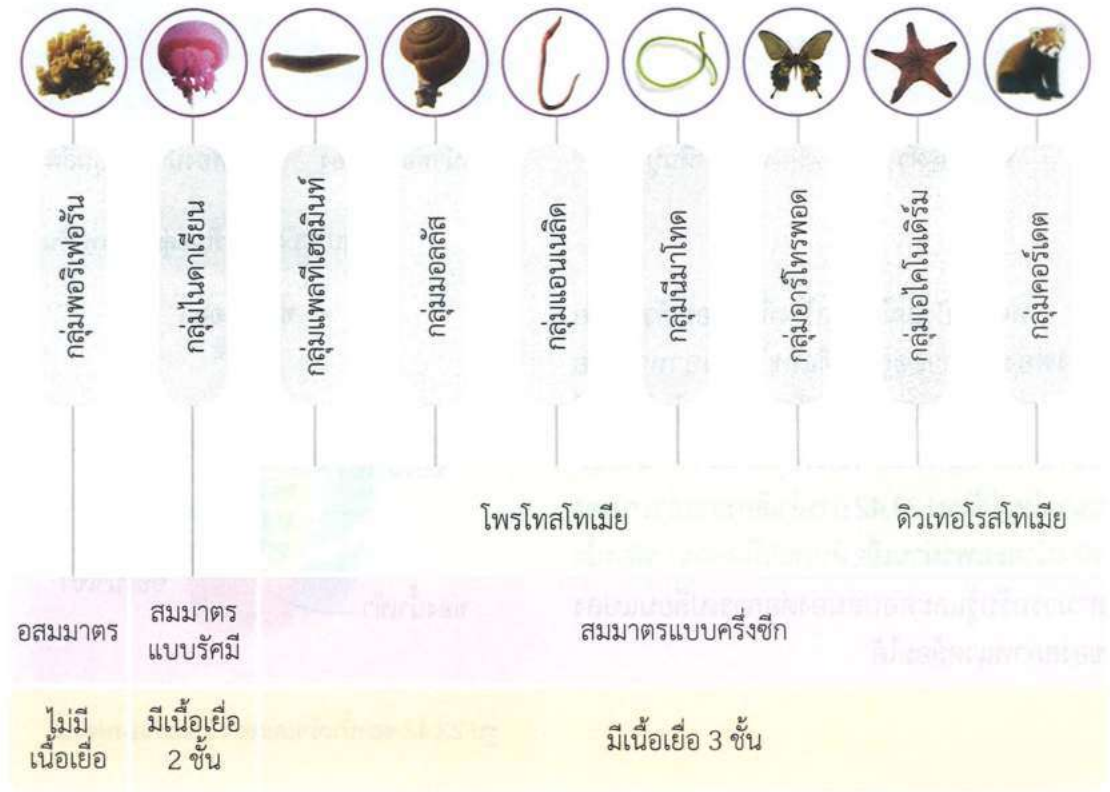 กลุ่มพอริเฟอรัน
กลุ่มไนดาเรียน
กลุ่มแพลทีเฮลมินท์
กลุ่มมอลลัส
กลุ่มแอนเนลิด
กลุ่มนีมาโทด
กลุ่มอาร์โทรพอด
กลุ่มเอไคโนเดิร์ม
กลุ่มคอร์เดต
โพรโทสโทเมีย
ดิวเทอโรสโทเมีย
อสมมาตร
สมมาตร
แบบรัศมี
สมมาตรแบบครึ่งซีก
ไม่มี
เนื้อเยื่อ
มีเนื้อเยื่อ
2 ชั้น
มีเนื้อเยื่อ 3 ชั้น